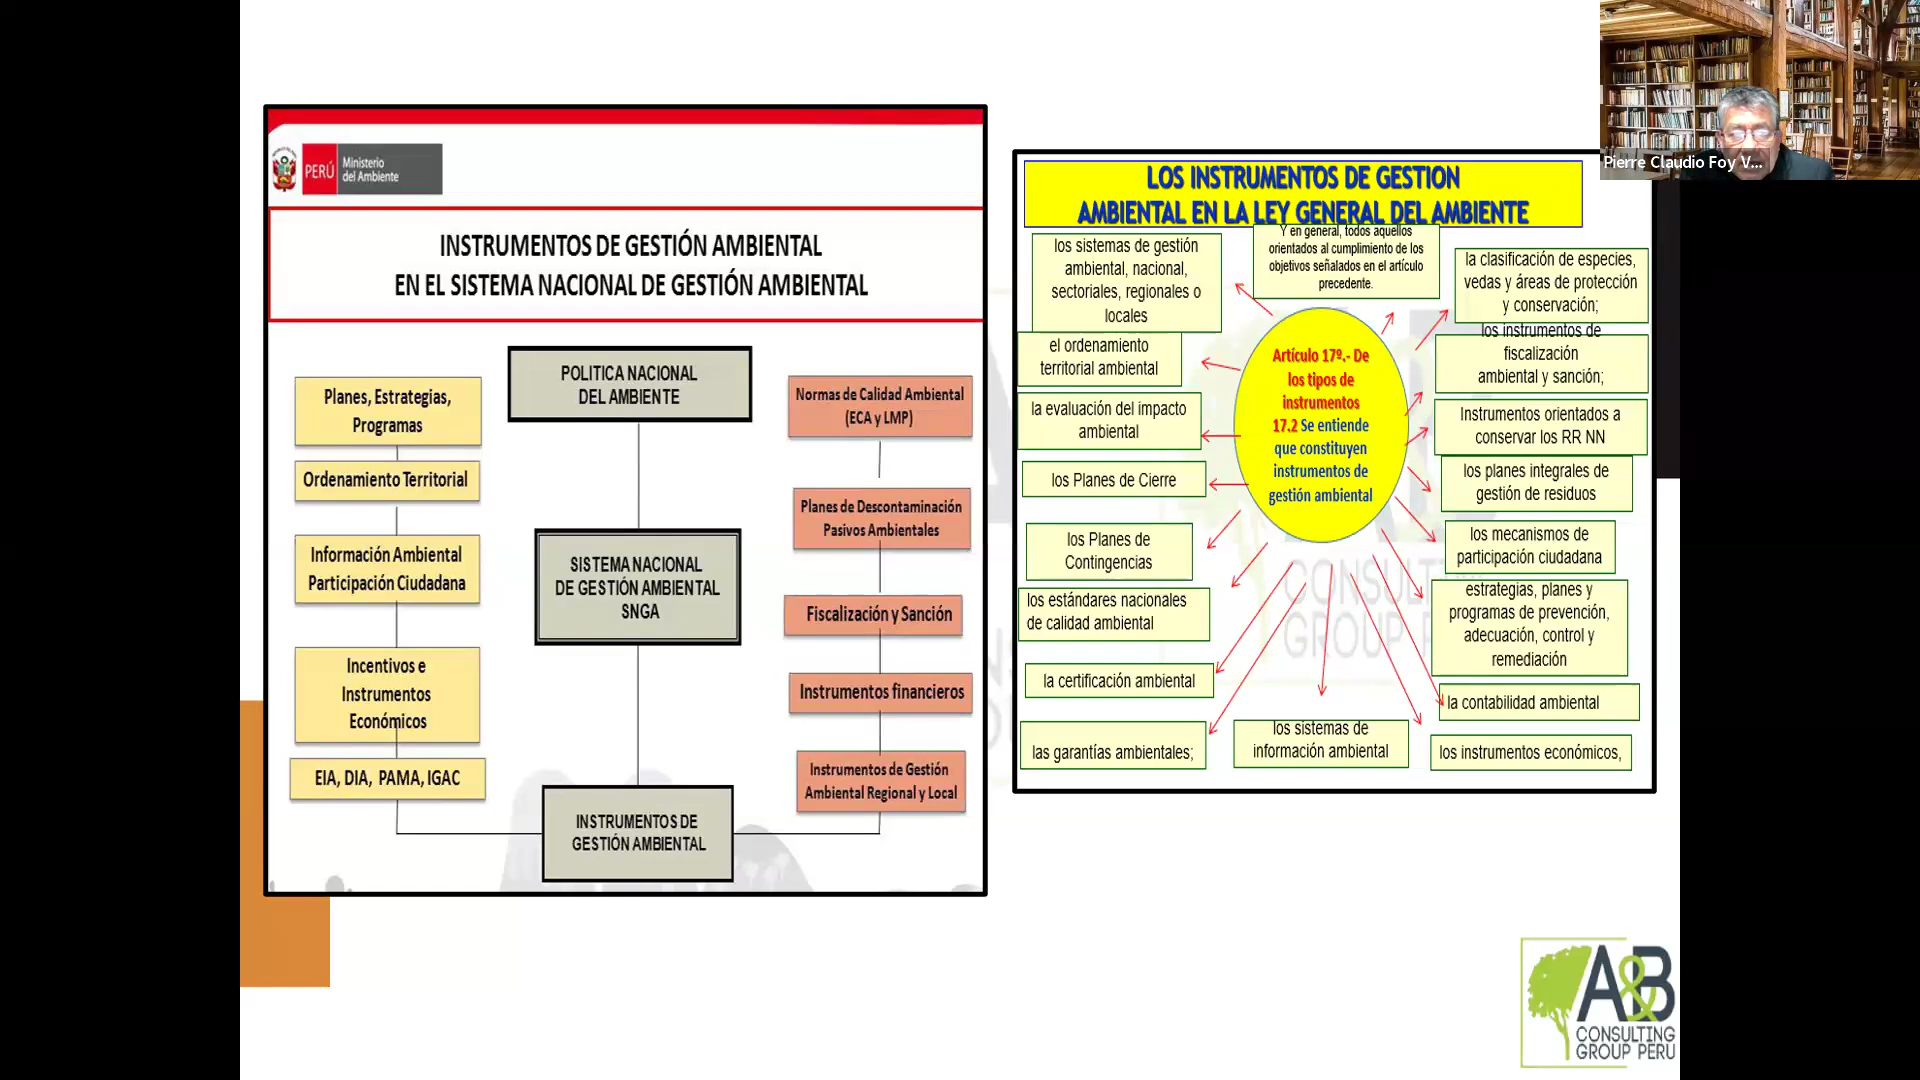 PERÚ
Ministerio
del Ambiente
INSTRUMENTOS DE GESTIÓN AMBIENTAL
EN EL SISTEMA NACIONAL DE GESTIÓN AMBIENTAL
Planes, Estrategias,
Programas
Ordenamiento Territorial
Información Ambiental
Participación Ciudadana
Incentivos e
Instrumentos
Económicos
EIA, DIA, PAMA, IGAC
POLITICA NACIONAL
DEL AMBIENTE
SISTEMA NACIONAL
DE GESTIÓN AMBIENTAL
SNGA
INSTRUMENTOS DE
GESTIÓN AMBIENTAL
Normas de Calidad Ambiental
(ECA y LMP)
Planes de Descontaminación
Pasivos Ambientales
Fiscalización y Sanción
Instrumentos financieros
Instrumentos de Gestión
Ambiental Regional y Local
LOS INSTRUMENTOS DE GESTION
AMBIENTAL EN LA LEY GENERAL DEL AMBIENTE
los sistemas de gestión
ambiental, nacional,
sectoriales, regionales o
locales
el ordenamiento
territorial ambiental
la evaluación del impacto
ambiental
los Planes de Cierre
los Planes de
Contingencias
los estándares nacionales
de calidad ambiental
la certificación ambiental
las garantías ambientales;
Y en general, todos aquellos
orientados al cumplimiento de los
objetivos señalados en el artículo
precedente.
Artículo 17º.- De
los tipos de
instrumentos
17.2 Se entiende
que constituyen
instrumentos de
gestión ambiental
los sistemas de
información ambiental
la clasificación de especies,
vedas y áreas de protección
y conservación;
los instrumentos de
fiscalización
ambiental y sanción;
Instrumentos orientados a
conservar los RR NN
los planes integrales de
gestión de residuos
los mecanismos de
participación ciudadana
estrategias, planes y
programas de prevención,
adecuación, control y
remediación
la contabilidad ambiental
los instrumentos económicos,
Pierre Claudio Foy V...
A&B
CONSULTING
GROUP PERU